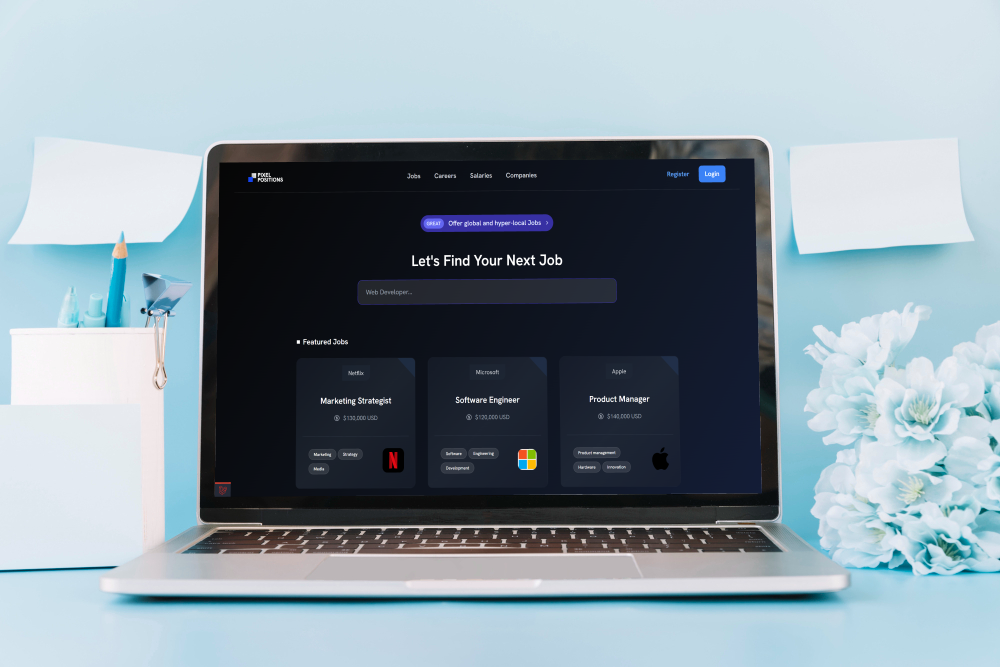 PIXEL
POSITIONS
Jobs Careers Salaries Companies
Register Login
GREAT Offer global and hyper-local Jobs ›
Let's Find Your Next Job
Web Developer...
Featured Jobs
Netflix
Marketing Strategist
$130,000 USD
Marketing Strategy
Media
Microsoft
Software Engineer
$120,000 USD
Software Engineering
Development
Apple
Product Manager
$140,000 USD
Product management
Hardware Innovation